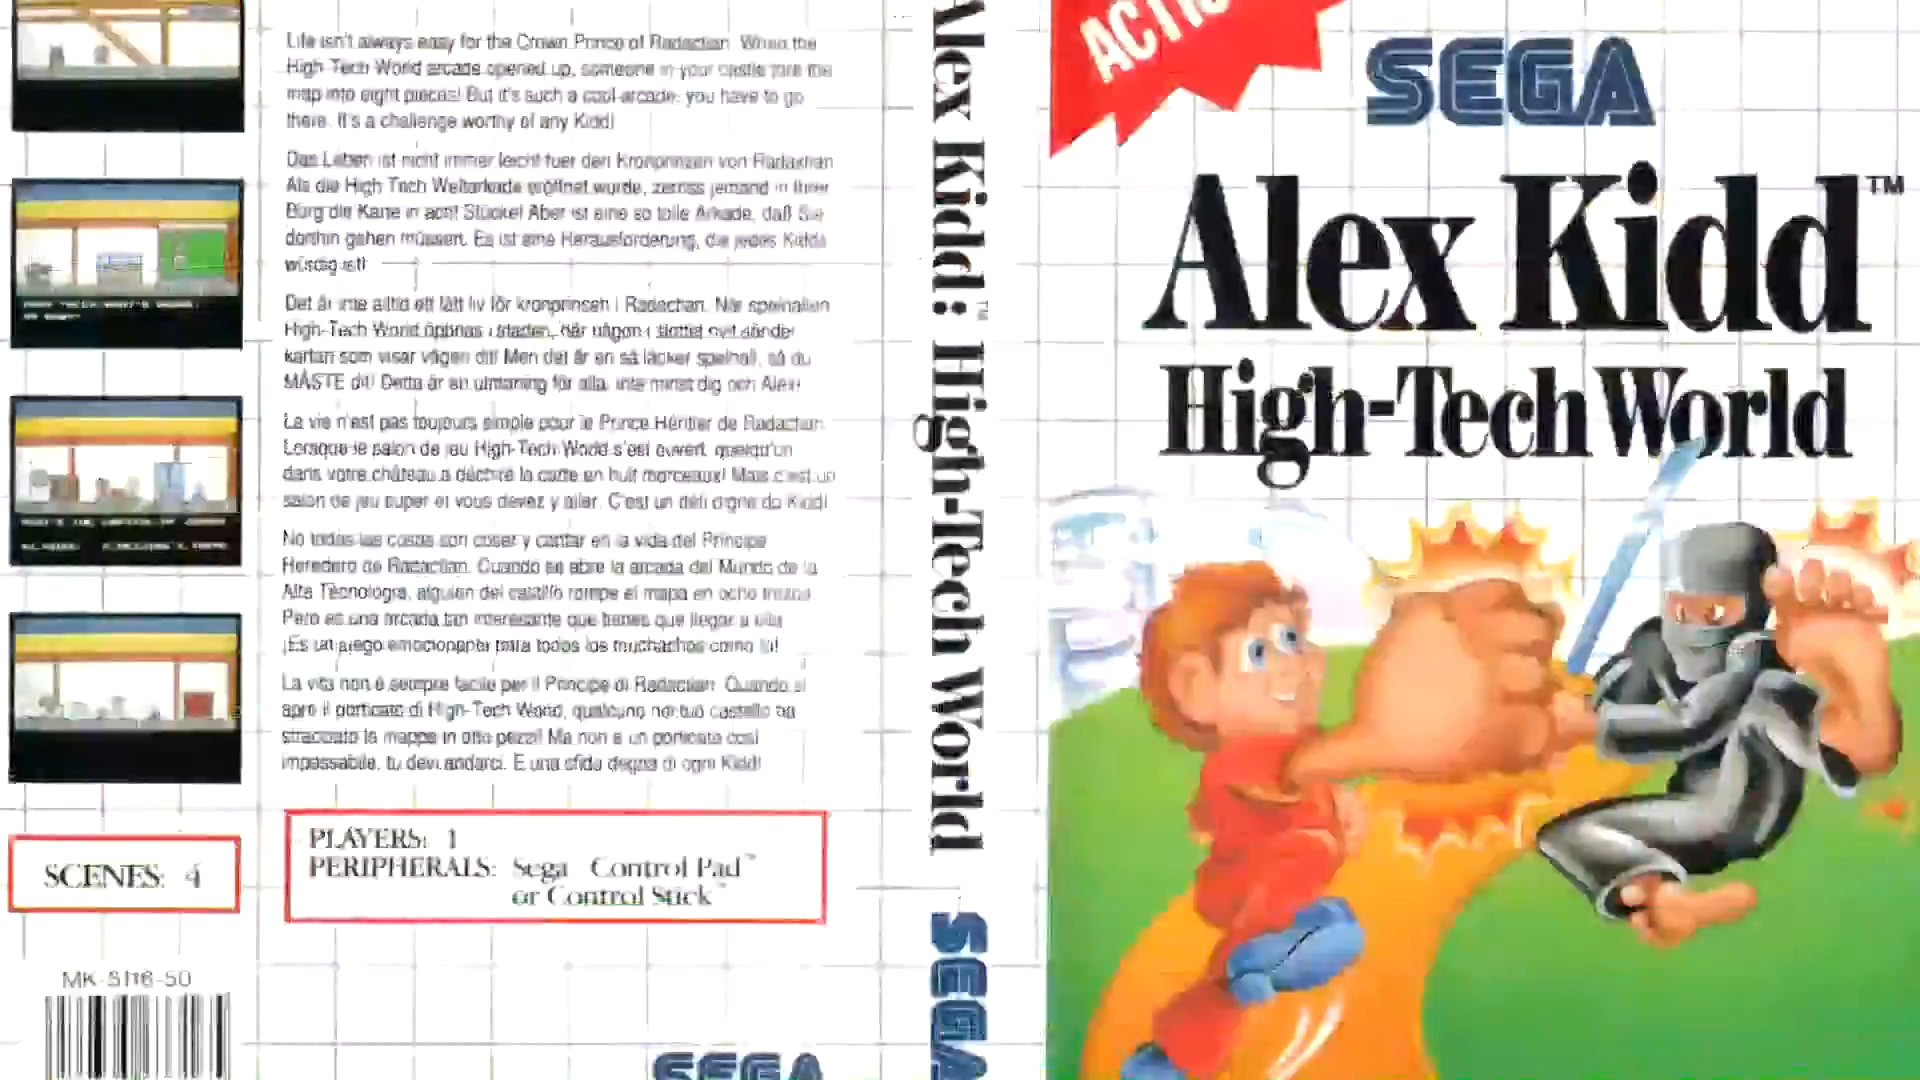 Life isn't always easy for the Crown Prince of Radactian. When the
High Tech World arcade opened up, someone in your castle tore the
map into eight pieces! But it's such a cool arcade, you have to go
there. It's a challenge worthy of any Kidd!
Das Leben ist nicht immer leicht fuer den Kronprinzen von Radaxhan
Als die High Tech Weltarkade eröffnet wurde, zerriss jemand in Ihrer
Burg die Karte in acht Stücke! Aber ist eine so tolle Arkade, daß Sie
dorthin gehen müssen. Es ist eine Herausforderung, die jedes Kidds
würdig ist!
Det är inte alltid ett lätt liv för kronprinsen i Radachan. När spelhallen
High-Tech World öppnas i staden, har någon i slottet rivit sönder
kartan som visar vägen dit! Men det är en så läcker spelhall, så du
MÅSTE dit! Detta är en utmaning för alla, inte minst dig och Alex!
La vie n'est pas toujours simple pour le Prince Héritier de Radactian.
Lorsque le salon de jeu High-Tech World s'est ouvert, quelqu'un
dans votre château a déchiré la carte en huit morceaux! Mais c'est un
salon de jeu super et vous devez y aller. C'est un défi digne de Kidd!
No todas las cosas son coser y cantar en la vida del Principe
Heredero de Radactian. Cuando se abre la arcada del Mundo de la
Alta Tecnologia, alguien del castillo rompe el mapa en ocho trozos.
Pero es una arcada tan interesante que tienes que llegar a ella
¡Es un juego emocionante para todos los muchachos como tu!
La vita non è sempre facile per il Principe di Radactian. Quando si
apre il porticato di High-Tech World, qualcuno nel tuo castello ha
stracciato la mappa in otto pezzi! Ma non è un porticato così
impassabile, tu devi andarci. E una sfida degna di ogni Kidd!
PLAYERS: 1
PERIPHERALS: Sega Control Pad™
or Control Stick™
SCENES: 4
MK-5116-50
SEGA
Alex Kidd:™ High-Tech World
SEGA
SEGA
Alex Kidd™
High-Tech World